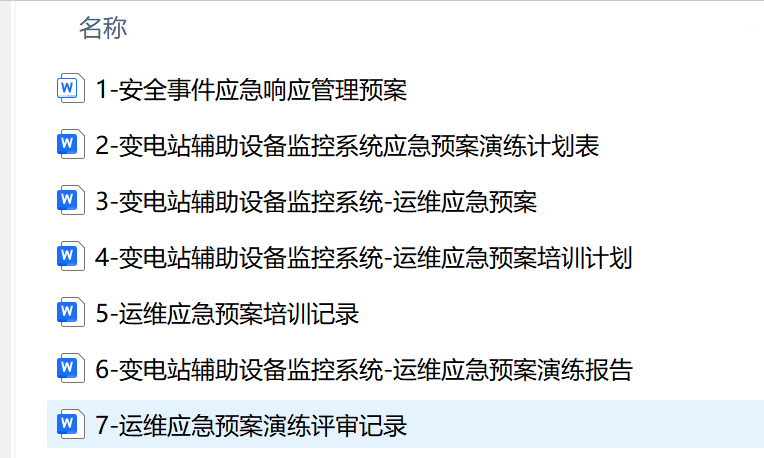 名称
1-安全事件应急响应管理预案
2-变电站辅助设备监控系统应急预案演练计划表
3-变电站辅助设备监控系统-运维应急预案
4-变电站辅助设备监控系统-运维应急预案培训计划
5-运维应急预案培训记录
6-变电站辅助设备监控系统-运维应急预案演练报告
7-运维应急预案演练评审记录